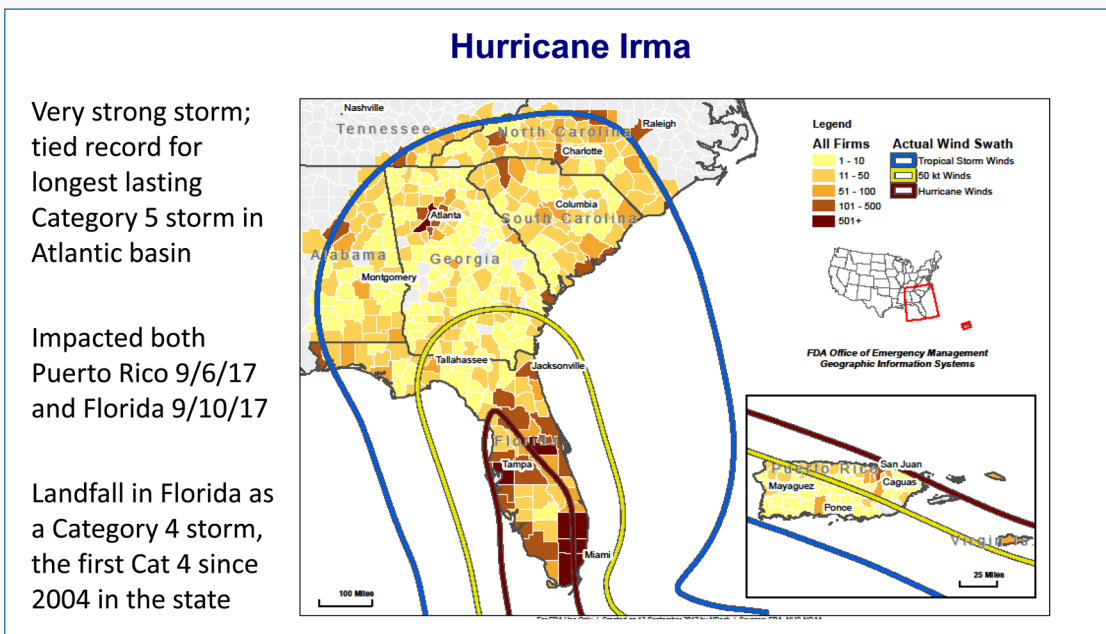 Hurricane Irma
Very strong storm;
tied record for
longest lasting
Category 5 storm in
Atlantic basin
Impacted both
Puerto Rico 9/6/17
and Florida 9/10/17
Landfall in Florida as
a Category 4 storm,
the first Cat 4 since
2004 in the state
Nashville
Tennessee
North Carolina
Raleigh
Charlotte
Atlanta
Columbia
South Carolina
Alabama
Georgia
Montgomery
Tallahassee
Jacksonville
Florida
Tampa
Miami
100 Miles
Legend
All Firms
1 - 10
11 - 50
51 - 100
101 - 500
501+
Actual Wind Swath
Tropical Storm Winds
50 kt Winds
Hurricane Winds
FDA Office of Emergency Management
Geographic Information Systems
Puerto Rico
San Juan
Mayaguez
Caguas
Ponce
Virgin Is.
25 Miles